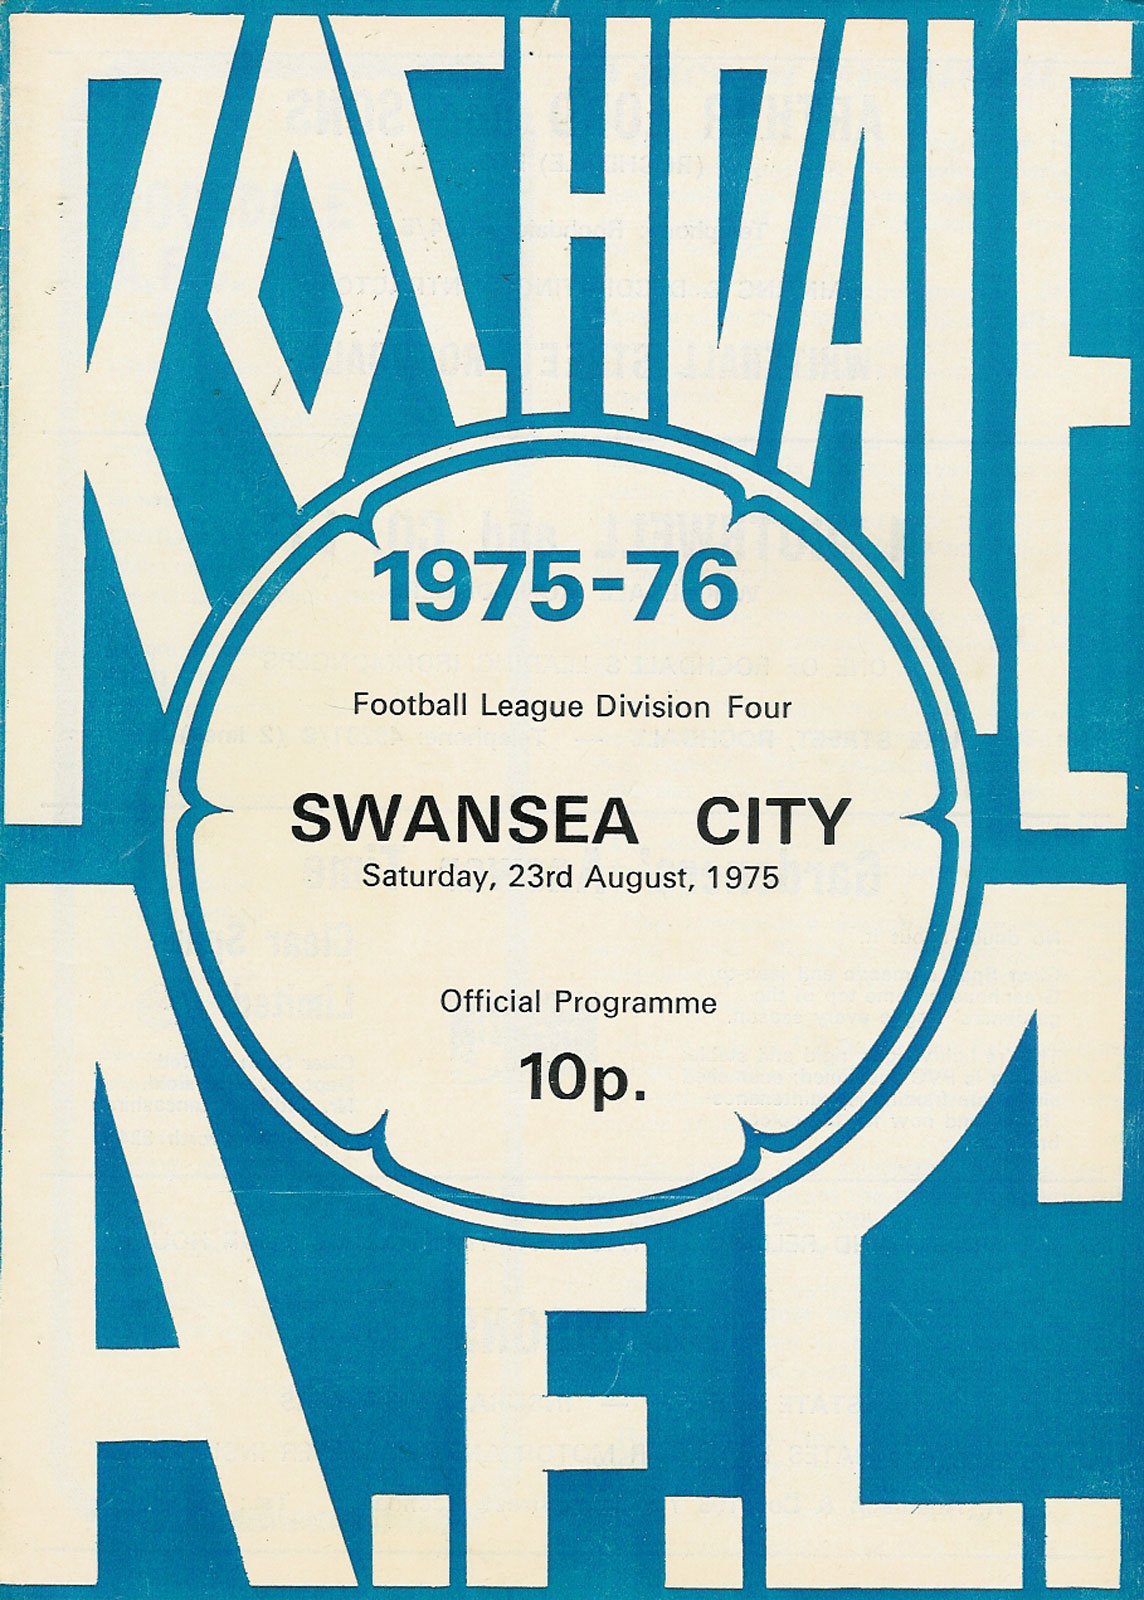 ROCHDALE
1975-76
Football League Division Four
SWANSEA CITY
Saturday, 23rd August, 1975
Official Programme
10p.
A.F.C.